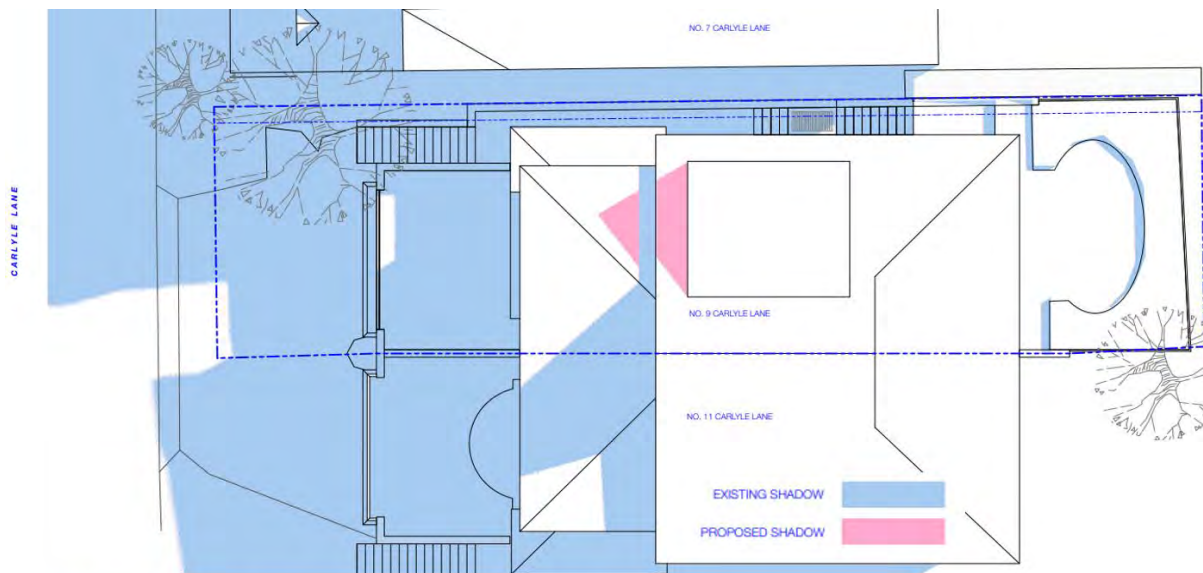 NO. 7 CARLYLE LANE
CARLYLE LANE
NO. 9 CARLYLE LANE
NO. 11 CARLYLE LANE
EXISTING SHADOW
PROPOSED SHADOW